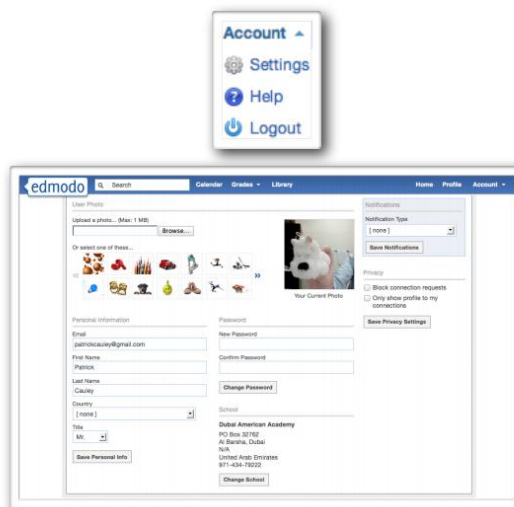 Account
Settings
Help
Logout
edmodo Search Calendar Grades Library Home Profile Account
User Photo
Upload a photo... (Max: 1 MB)
Browse...
Or select one of these...
Your Current Photo
Notifications
Notification Type
[ none ]
Save Notifications
Privacy
Block connection requests
Only show profile to my
connections
Save Privacy Settings
Personal Information
Email
patrickcauley@gmail.com
First Name
Patrick
Last Name
Cauley
Country
[ none ]
Title
Mr.
Save Personal Info
Password
New Password
Confirm Password
Change Password
School
Dubai American Academy
PO Box 32762
Al Barsha, Dubai
N/A
United Arab Emirates
971-434-79222
Change School